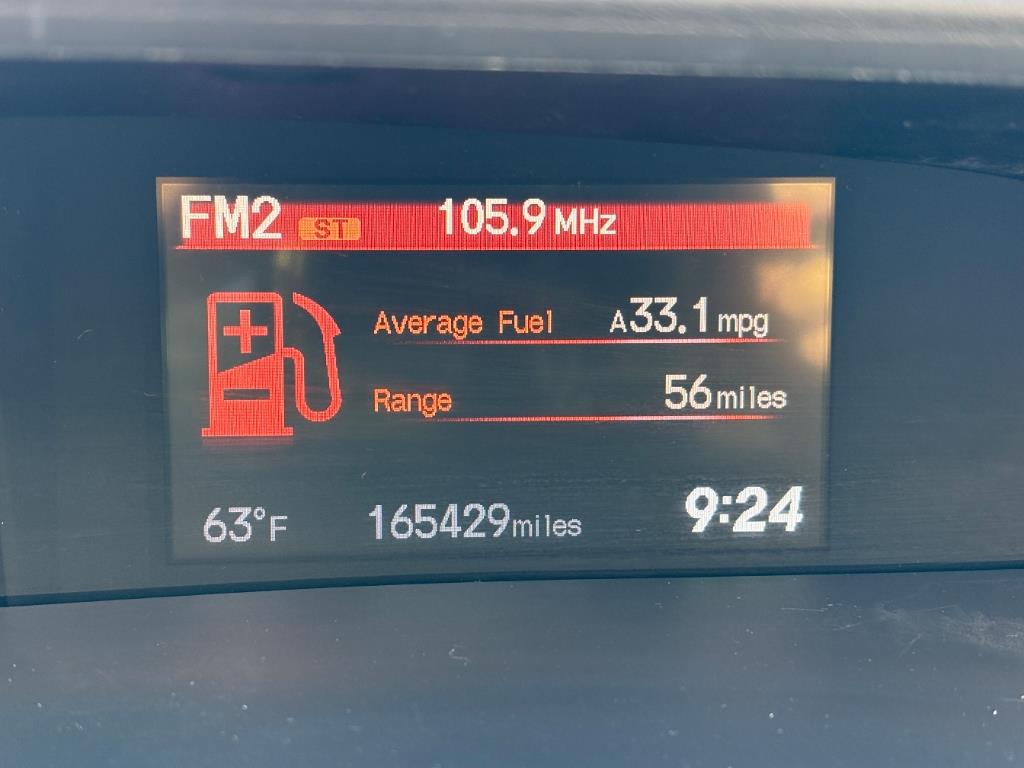 FM2 ST 105.9 MHz
Average Fuel A33.1 mpg
Range 56 miles
63°F 165429 miles 9:24